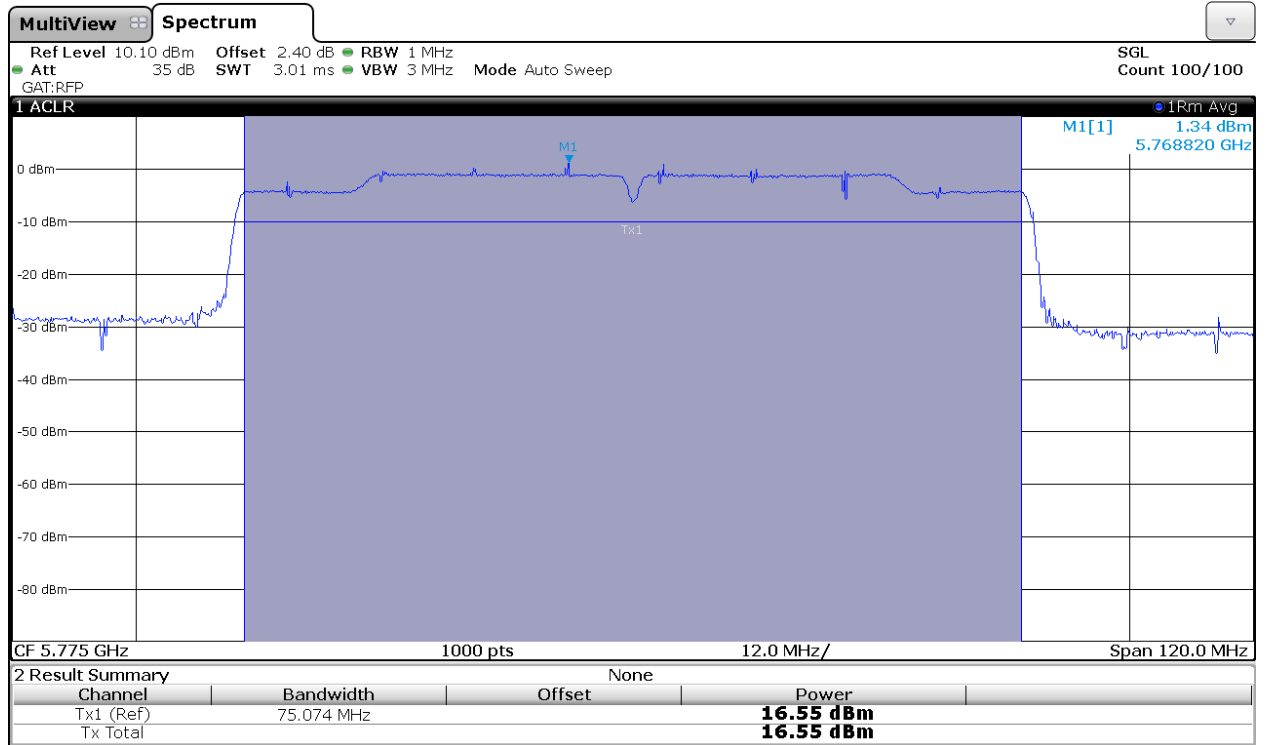 MultiView Spectrum
Ref Level 10.10 dBm Offset 2.40 dB RBW 1 MHz SGL
Att 35 dB SWT 3.01 ms VBW 3 MHz Mode Auto Sweep Count 100/100
GAT:RFP
1 ACLR 1Rm Avg
M1[1] 1.34 dBm
5.768820 GHz
M1
0 dBm
-10 dBm
Tx1
-20 dBm
-30 dBm
-40 dBm
-50 dBm
-60 dBm
-70 dBm
-80 dBm
CF 5.775 GHz 1000 pts 12.0 MHz/ Span 120.0 MHz
2 Result Summary None
Channel Bandwidth Offset Power
Tx1 (Ref) 75.074 MHz 16.55 dBm
Tx Total 16.55 dBm